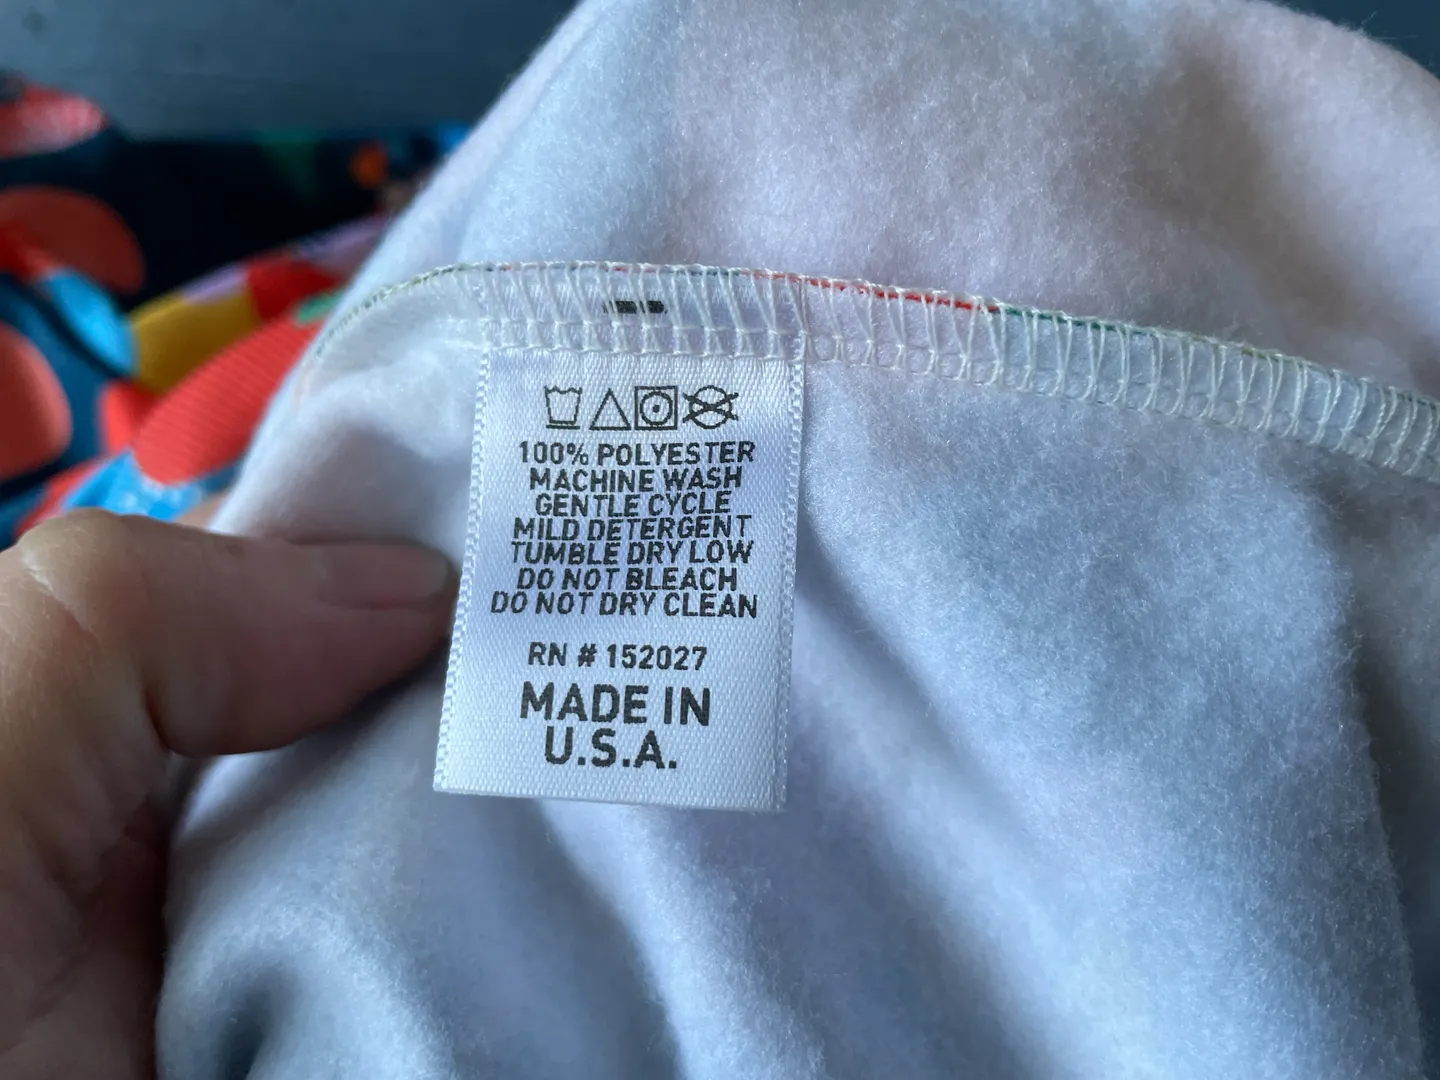 100% POLYESTER
MACHINE WASH
GENTLE CYCLE
MILD DETERGENT
TUMBLE DRY LOW
DO NOT BLEACH
DO NOT DRY CLEAN
RN # 152027
MADE IN
U.S.A.